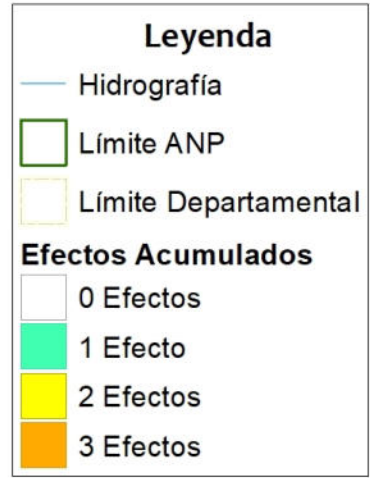 Leyenda
Hidrografía
Límite ANP
Límite Departamental
Efectos Acumulados
0 Efectos
1 Efecto
2 Efectos
3 Efectos